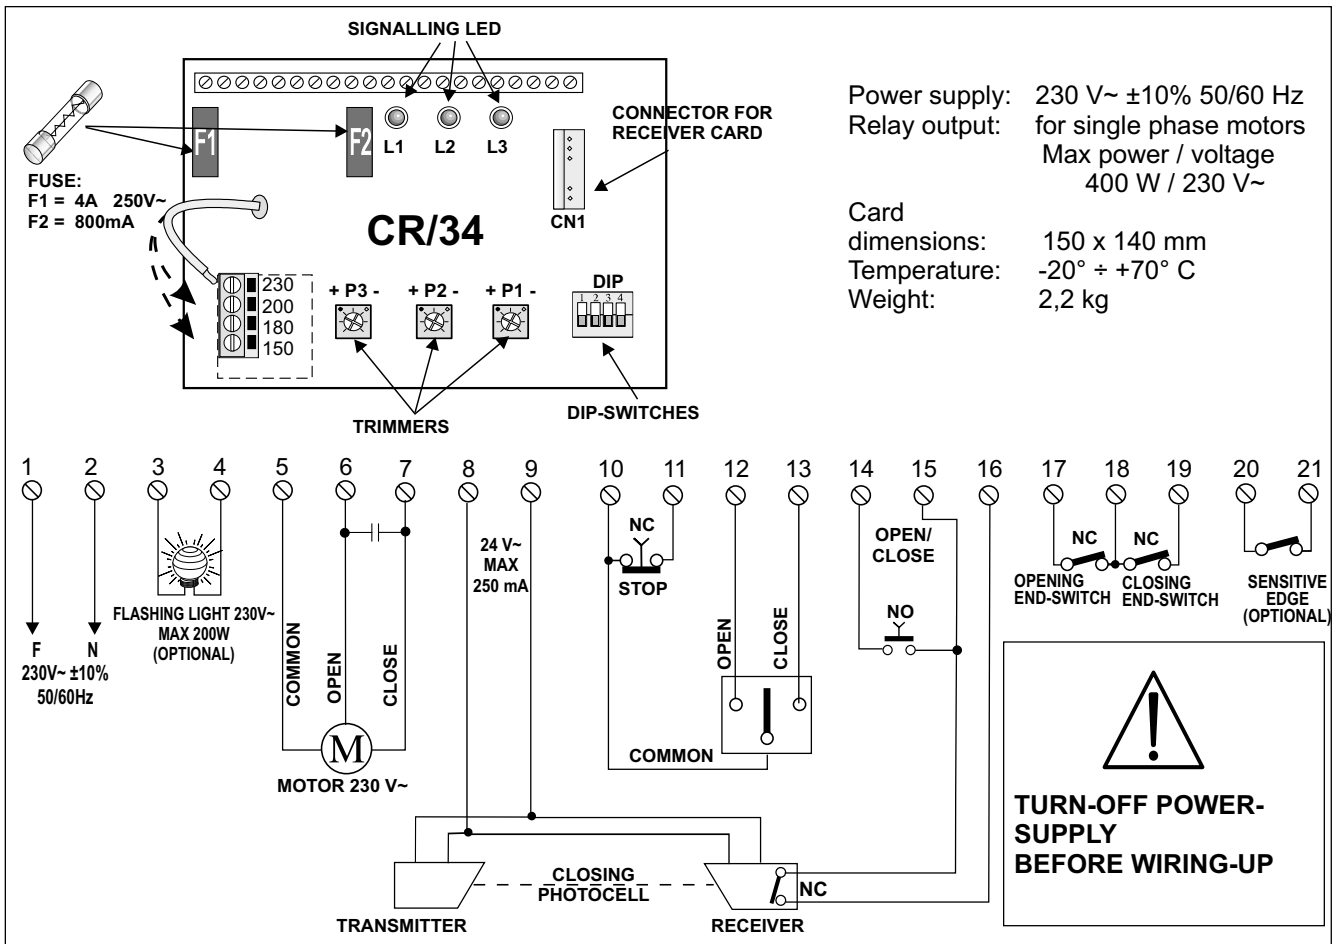 SIGNALLING LED
CONNECTOR FOR
RECEIVER CARD
F1
F2
L1 L2 L3
FUSE:
F1 = 4A 250V~
F2 = 800mA
CR/34
CN1
230
200
180
150
+ P3 - + P2 - + P1 -
DIP
1 2 3 4
TRIMMERS
DIP-SWITCHES
Power supply: 230 V~ ±10% 50/60 Hz
Relay output: for single phase motors
Max power / voltage
400 W / 230 V~
Card
dimensions: 150 x 140 mm
Temperature: -20° ÷ +70° C
Weight: 2,2 kg
1 2 3 4 5 6 7 8 9 10 11 12 13 14 15 16 17 18 19 20 21
F N
230V~ ±10%
50/60Hz
FLASHING LIGHT 230V~
MAX 200W
(OPTIONAL)
COMMON
OPEN
CLOSE
M
MOTOR 230 V~
24 V~
MAX
250 mA
NC
STOP
OPEN
CLOSE
COMMON
OPEN/
CLOSE
NO
NC NC
OPENING
END-SWITCH
CLOSING
END-SWITCH
SENSITIVE
EDGE
(OPTIONAL)
CLOSING
PHOTOCELL
NC
TRANSMITTER
RECEIVER
!
TURN-OFF POWER-
SUPPLY
BEFORE WIRING-UP